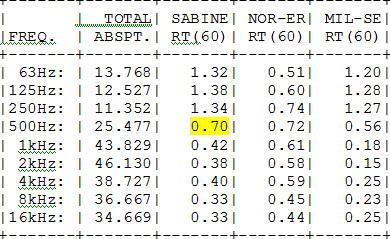 |-------+--------+--------+--------+--------|
|       |   TOTAL|  SABINE|  NOR-ER|  MIL-SE|
|FREQ.  |  ABSPT.|  RT(60)|  RT(60)|  RT(60)|
|-------+--------+--------+--------+--------|
|  63Hz:|  13.768|    1.32|    0.51|    1.20|
| 125Hz:|  12.527|    1.38|    0.60|    1.28|
| 250Hz:|  11.352|    1.34|    0.74|    1.27|
| 500Hz:|  25.477|    0.70|    0.72|    0.56|
|  1kHz:|  43.829|    0.42|    0.61|    0.18|
|  2kHz:|  46.130|    0.38|    0.58|    0.15|
|  4kHz:|  38.727|    0.40|    0.59|    0.25|
|  8kHz:|  36.667|    0.33|    0.45|    0.23|
| 16kHz:|  34.669|    0.33|    0.44|    0.25|
+-------+--------+--------+--------+--------+